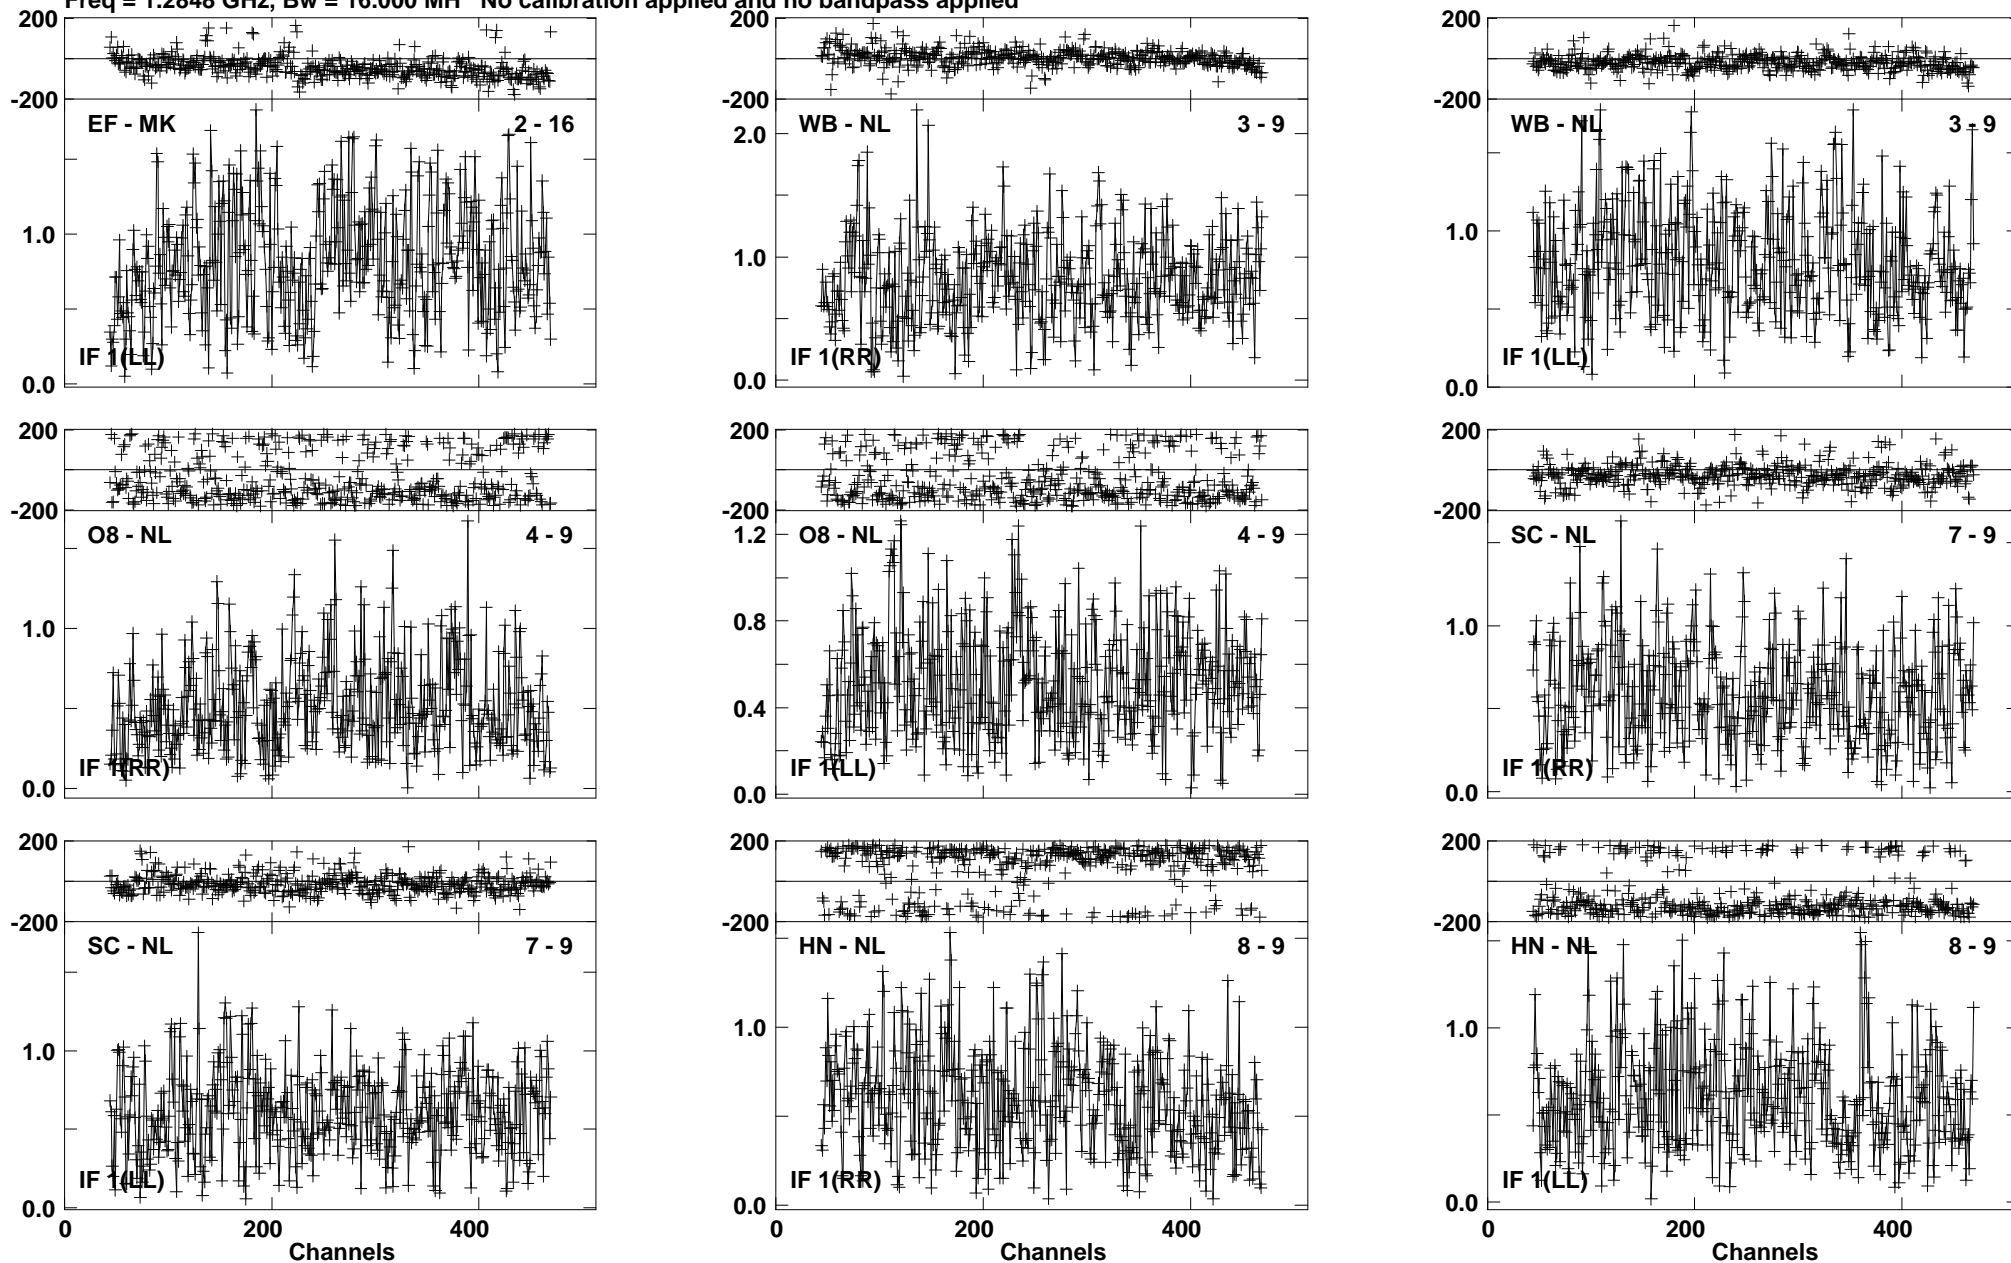 Freq = 1.2848 GHz, Bw = 16.000 MH No calibration applied and no bandpass applied
200
-200
EF - MK 2 - 16
1.0
0.0
IF 1(LL)
200
-200
WB - NL 3 - 9
2.0
1.0
0.0
IF 1(RR)
200
-200
WB - NL 3 - 9
1.0
0.0
IF 1(LL)
200
-200
O8 - NL 4 - 9
1.0
0.0
IF 1(RR)
200
-200
O8 - NL 4 - 9
1.2
0.8
0.4
0.0
IF 1(LL)
200
-200
SC - NL 7 - 9
1.0
0.0
IF 1(RR)
200
-200
SC - NL 7 - 9
1.0
0.0
IF 1(LL)
0 200 400
Channels
200
-200
HN - NL 8 - 9
1.0
0.0
IF 1(RR)
0 200 400
Channels
200
-200
HN - NL 8 - 9
1.0
0.0
IF 1(LL)
0 200 400
Channels